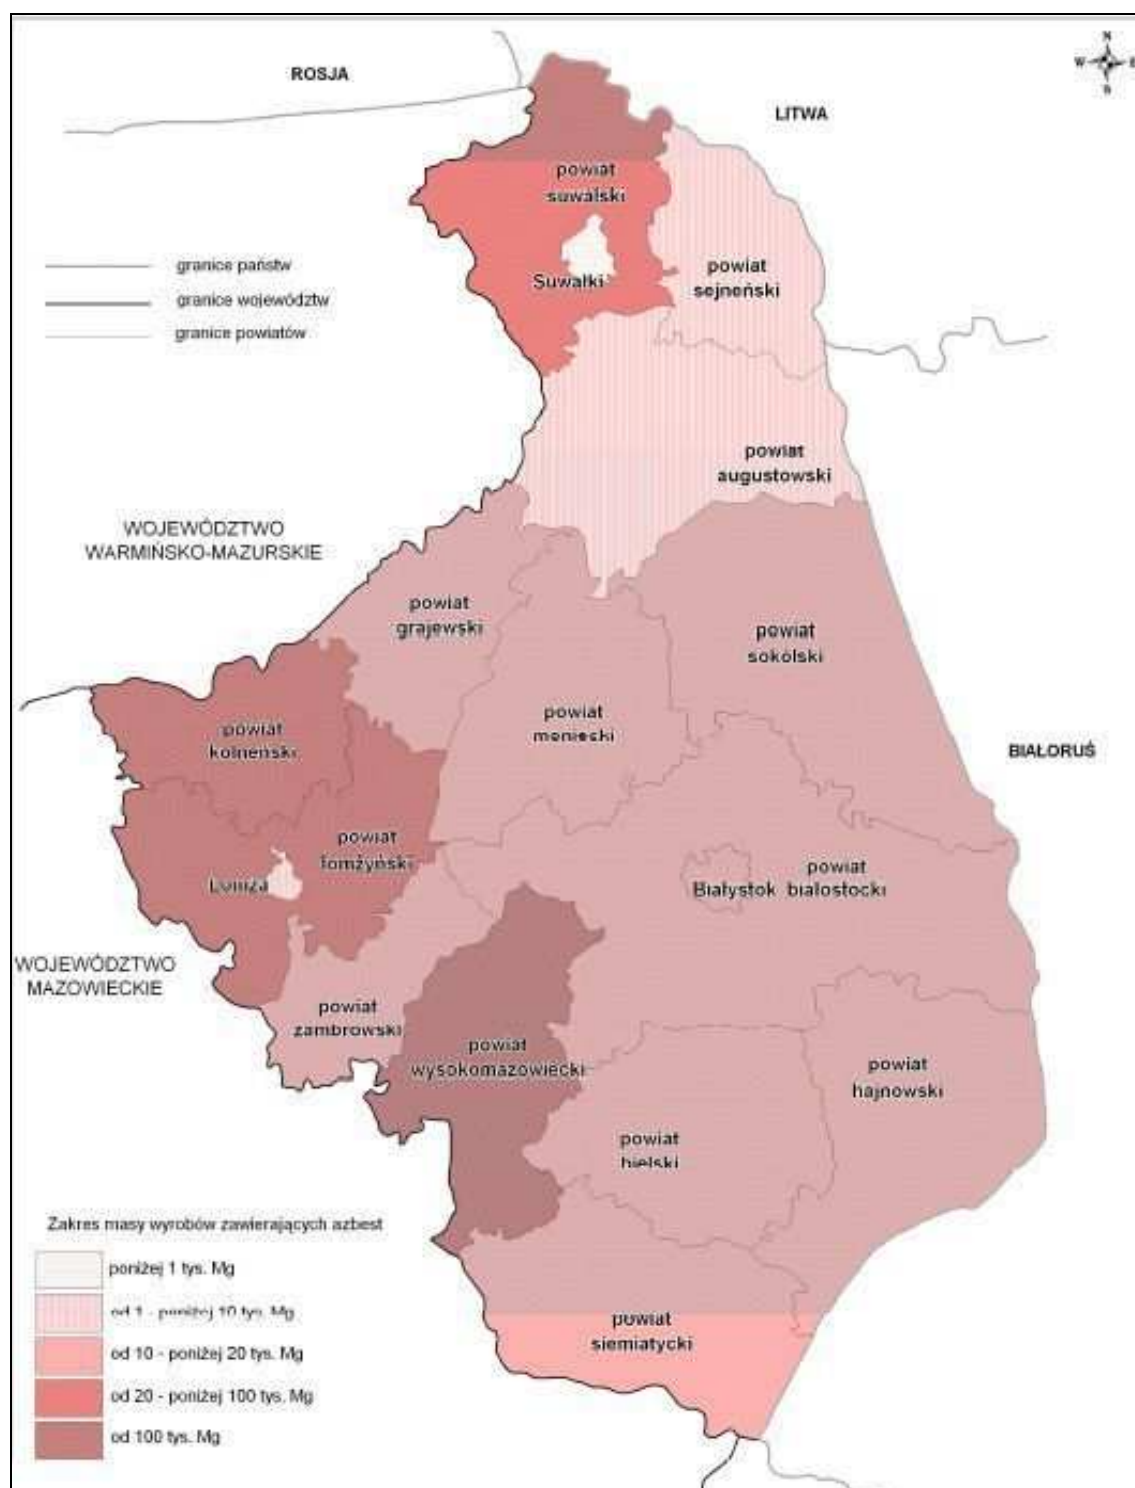 N
W E
S
ROSJA
LITWA
powiat
suwalski
Suwałki
powiat
sejneński
granice państw
granice województw
granice powiatów
powiat
augustowski
WOJEWÓDZTWO
WARMIŃSKO-MAZURSKIE
powiat
grajewski
powiat
sokólski
powiat
moniecki
powiat
kolneński
BIAŁORUŚ
powiat
łomżyński
Łomża
powiat
Białystok białostocki
WOJEWÓDZTWO
MAZOWIECKIE
powiat
zambrowski
powiat
wysokomazowiecki
powiat
hajnowski
powiat
bielski
Zakres masy wyrobów zawierających azbest
poniżej 1 tys. Mg
od 1 - poniżej 10 tys. Mg
od 10 - poniżej 20 tys. Mg
od 20 - poniżej 100 tys. Mg
od 100 tys. Mg
powiat
siemiatycki